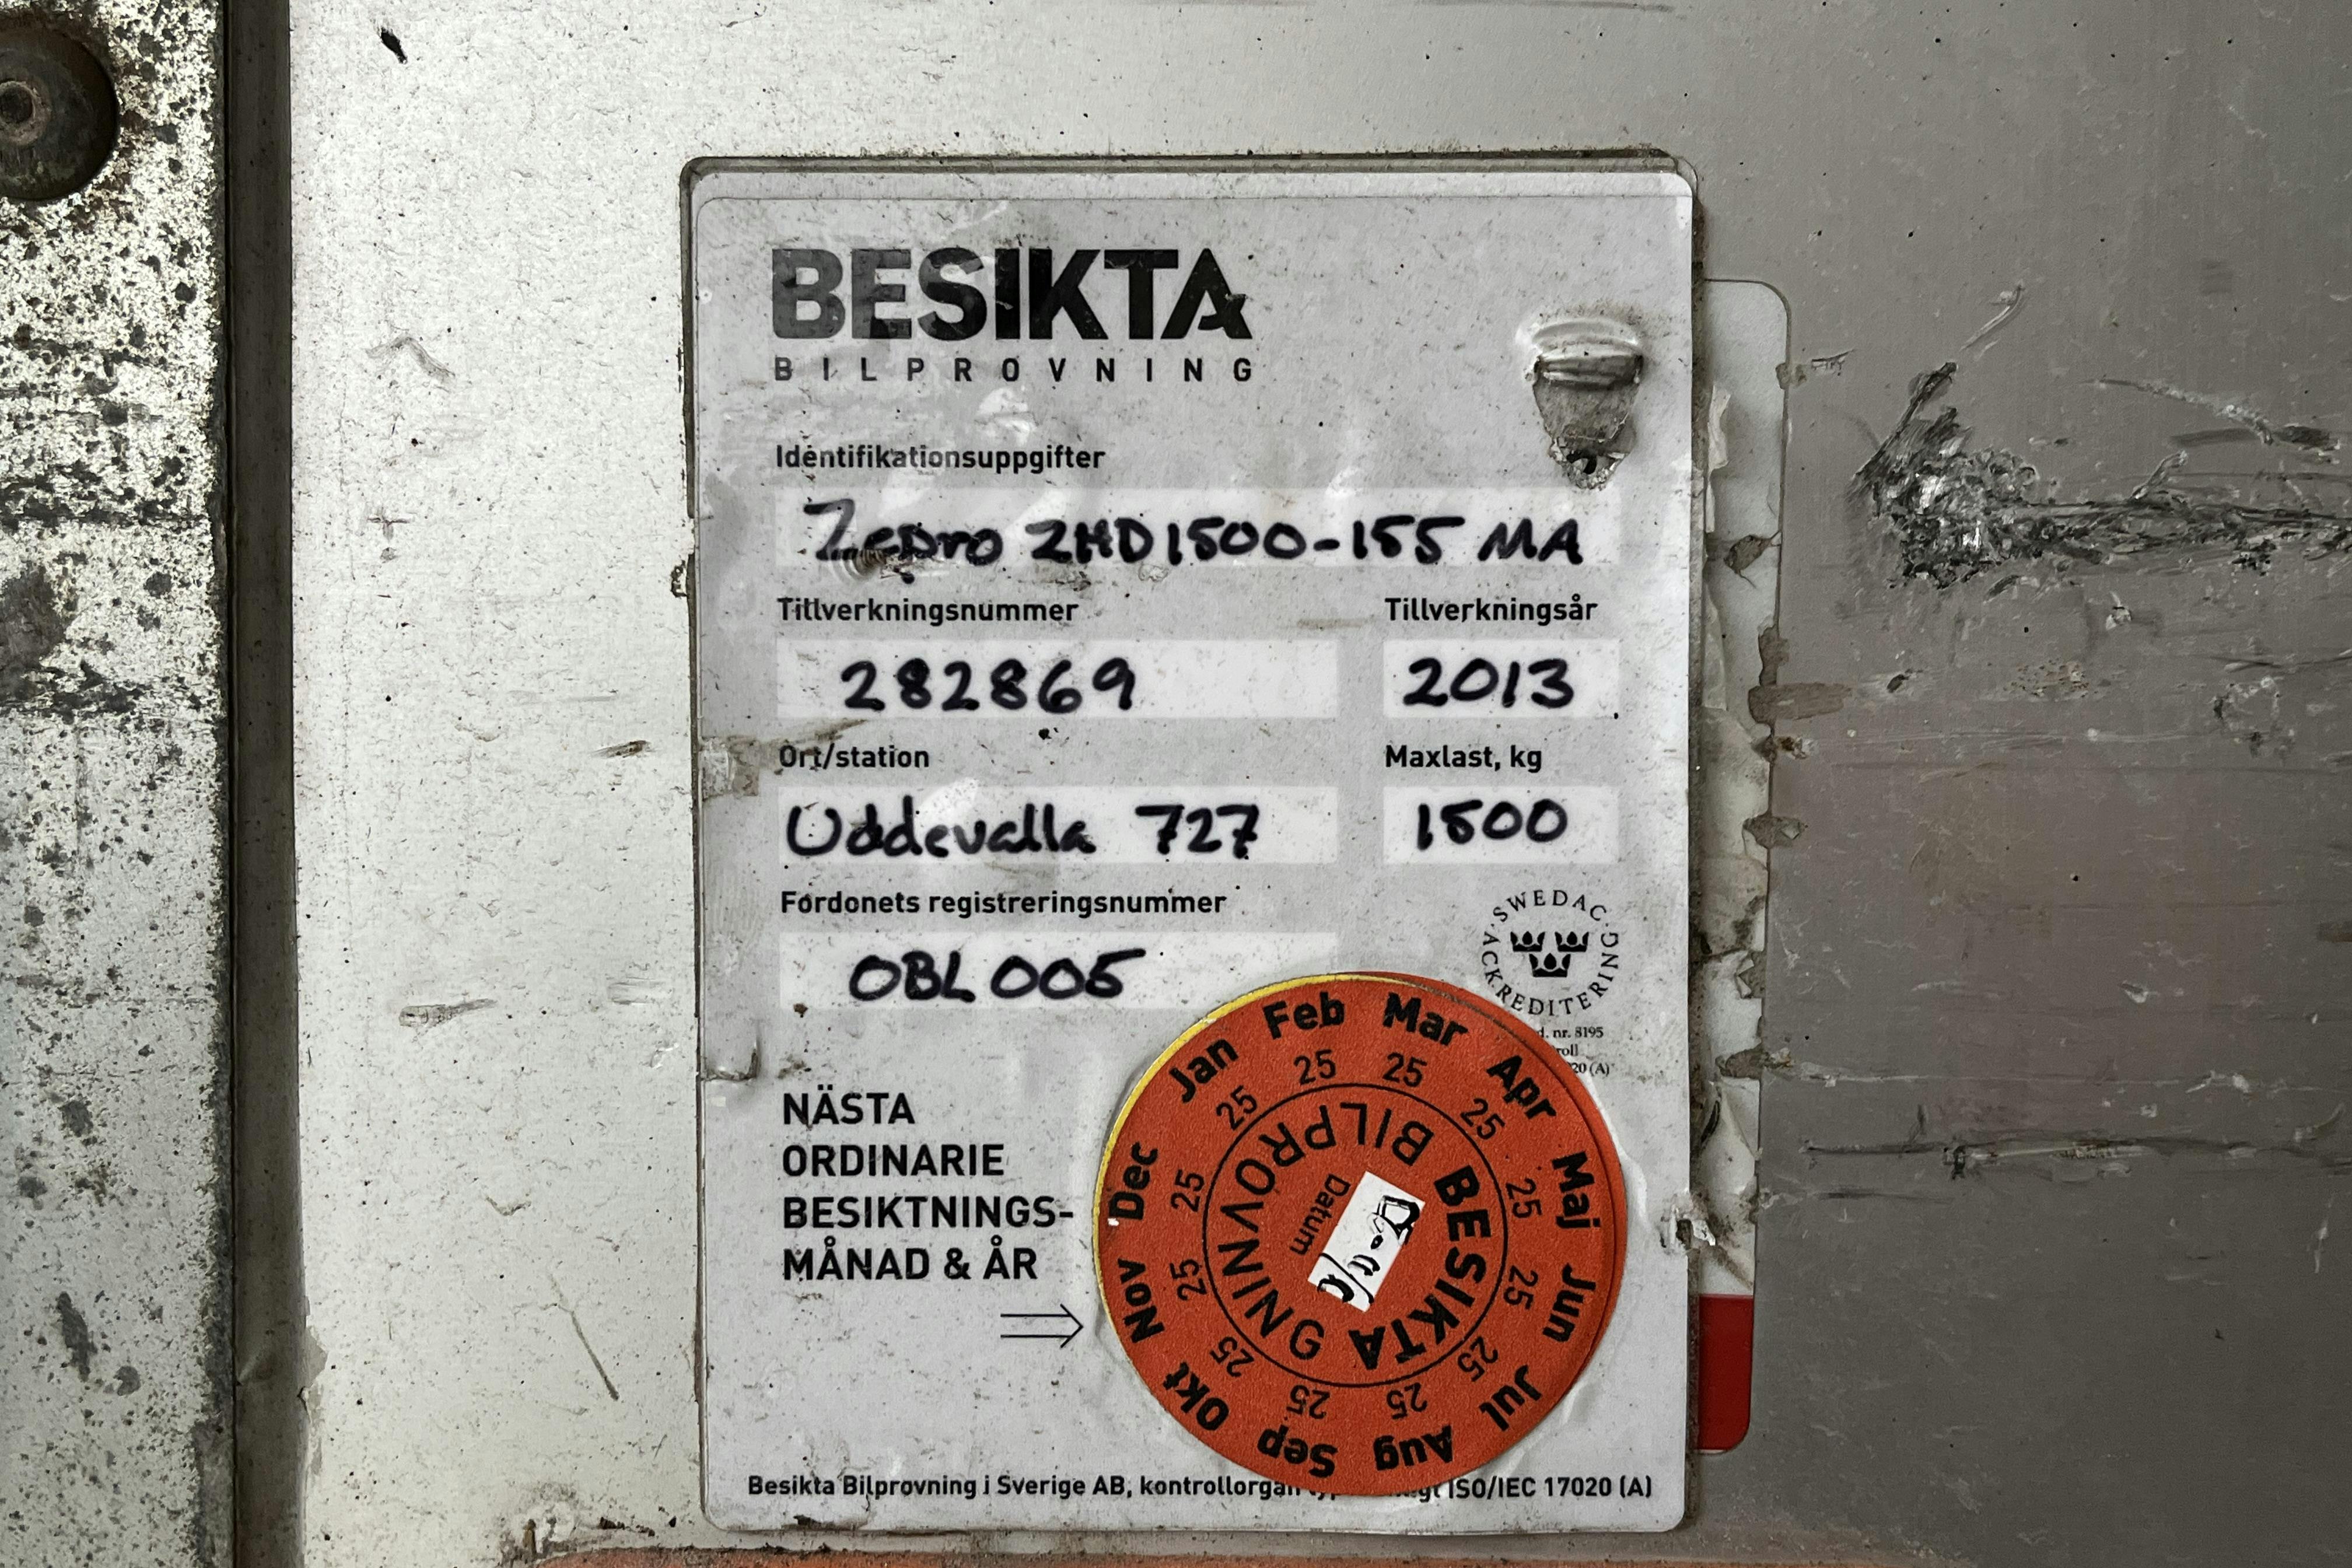 BESIKTA
BILPROVNING
Identifikationsuppgifter
Zepro ZHD1500-155 MA
Tillverkningsnummer Tillverkningsår
282869 2013
Ort/station Maxlast, kg
Uddevalla 727 1500
Fordonets registreringsnummer
OBL005
SWEDAC
ACKREDITERING
nr. 8195
(A)
NÄSTA
ORDINARIE
BESIKTNINGS-
MÅNAD & ÅR
Jan Feb Mar Apr Maj Jun Jul Aug Sep Okt Nov Dec
25 25 25 25 25 25 25 25 25 25 25 25
BESIKTA BILPROVNING
Datum
Besikta Bilprovning i Sverige AB, kontrollorgan ISO/IEC 17020 (A)